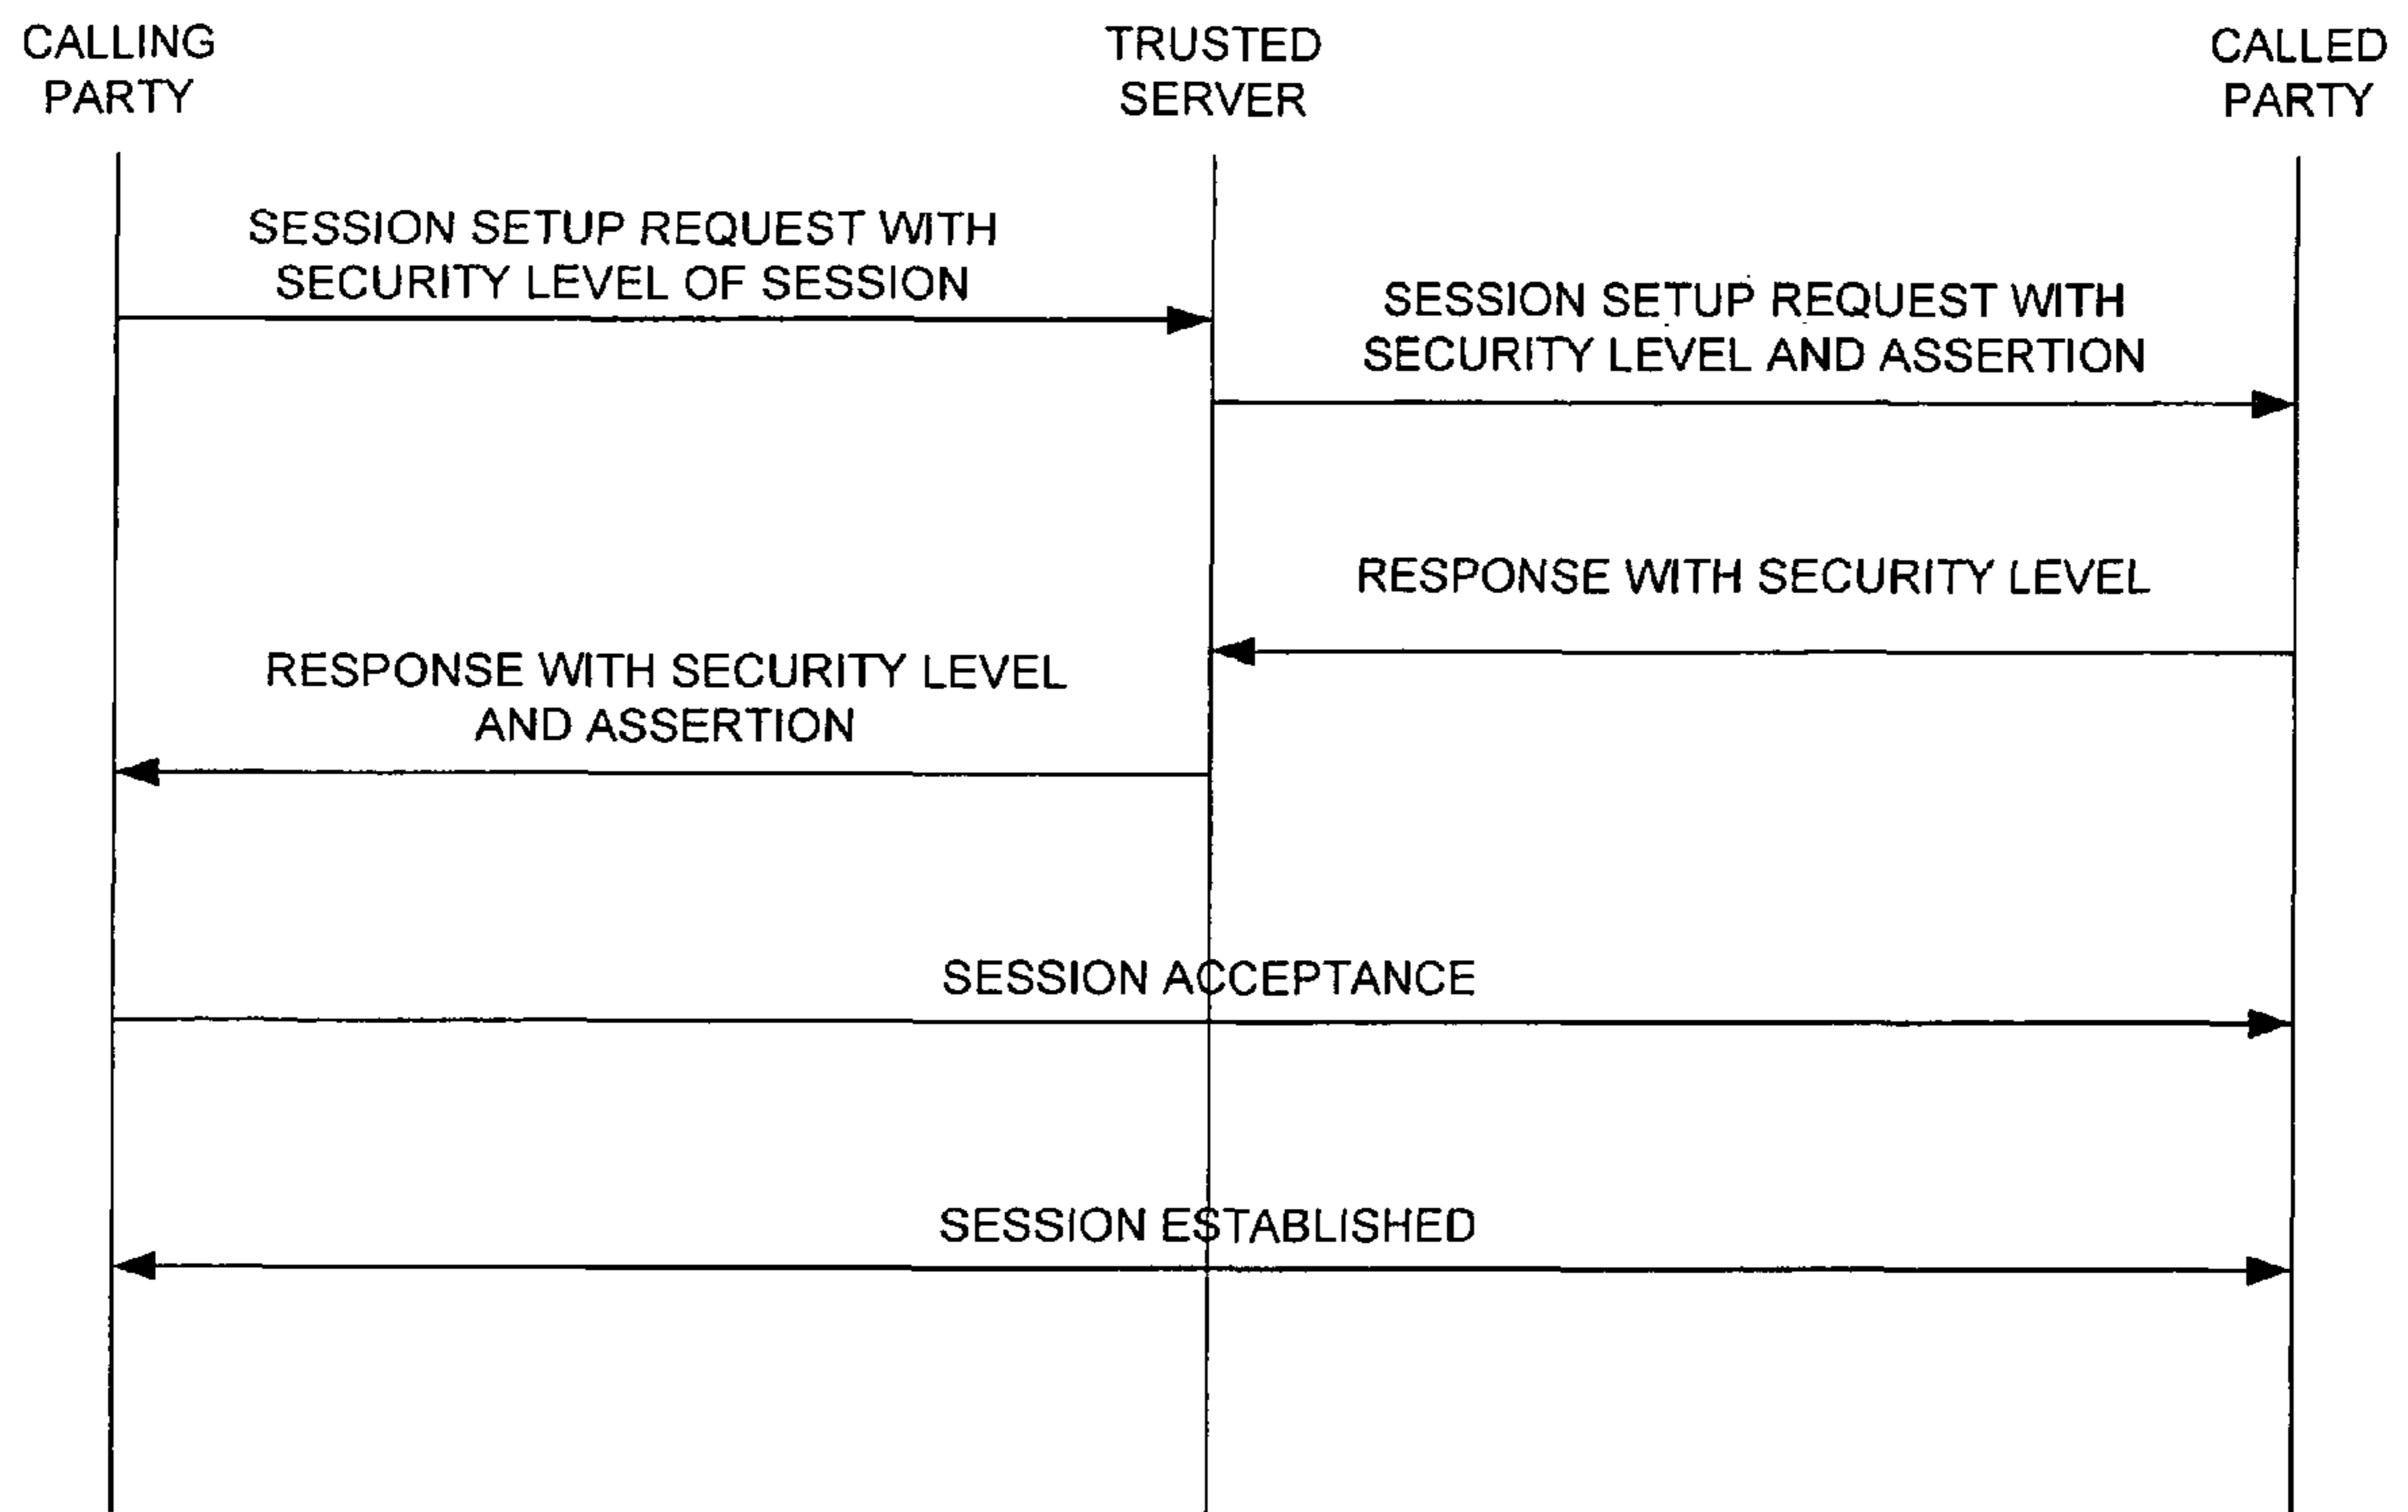 CALLING
PARTY
TRUSTED
SERVER
CALLED
PARTY
SESSION SETUP REQUEST WITH
SECURITY LEVEL OF SESSION
SESSION SETUP REQUEST WITH
SECURITY LEVEL AND ASSERTION
RESPONSE WITH SECURITY LEVEL
RESPONSE WITH SECURITY LEVEL
AND ASSERTION
SESSION ACCEPTANCE
SESSION ESTABLISHED